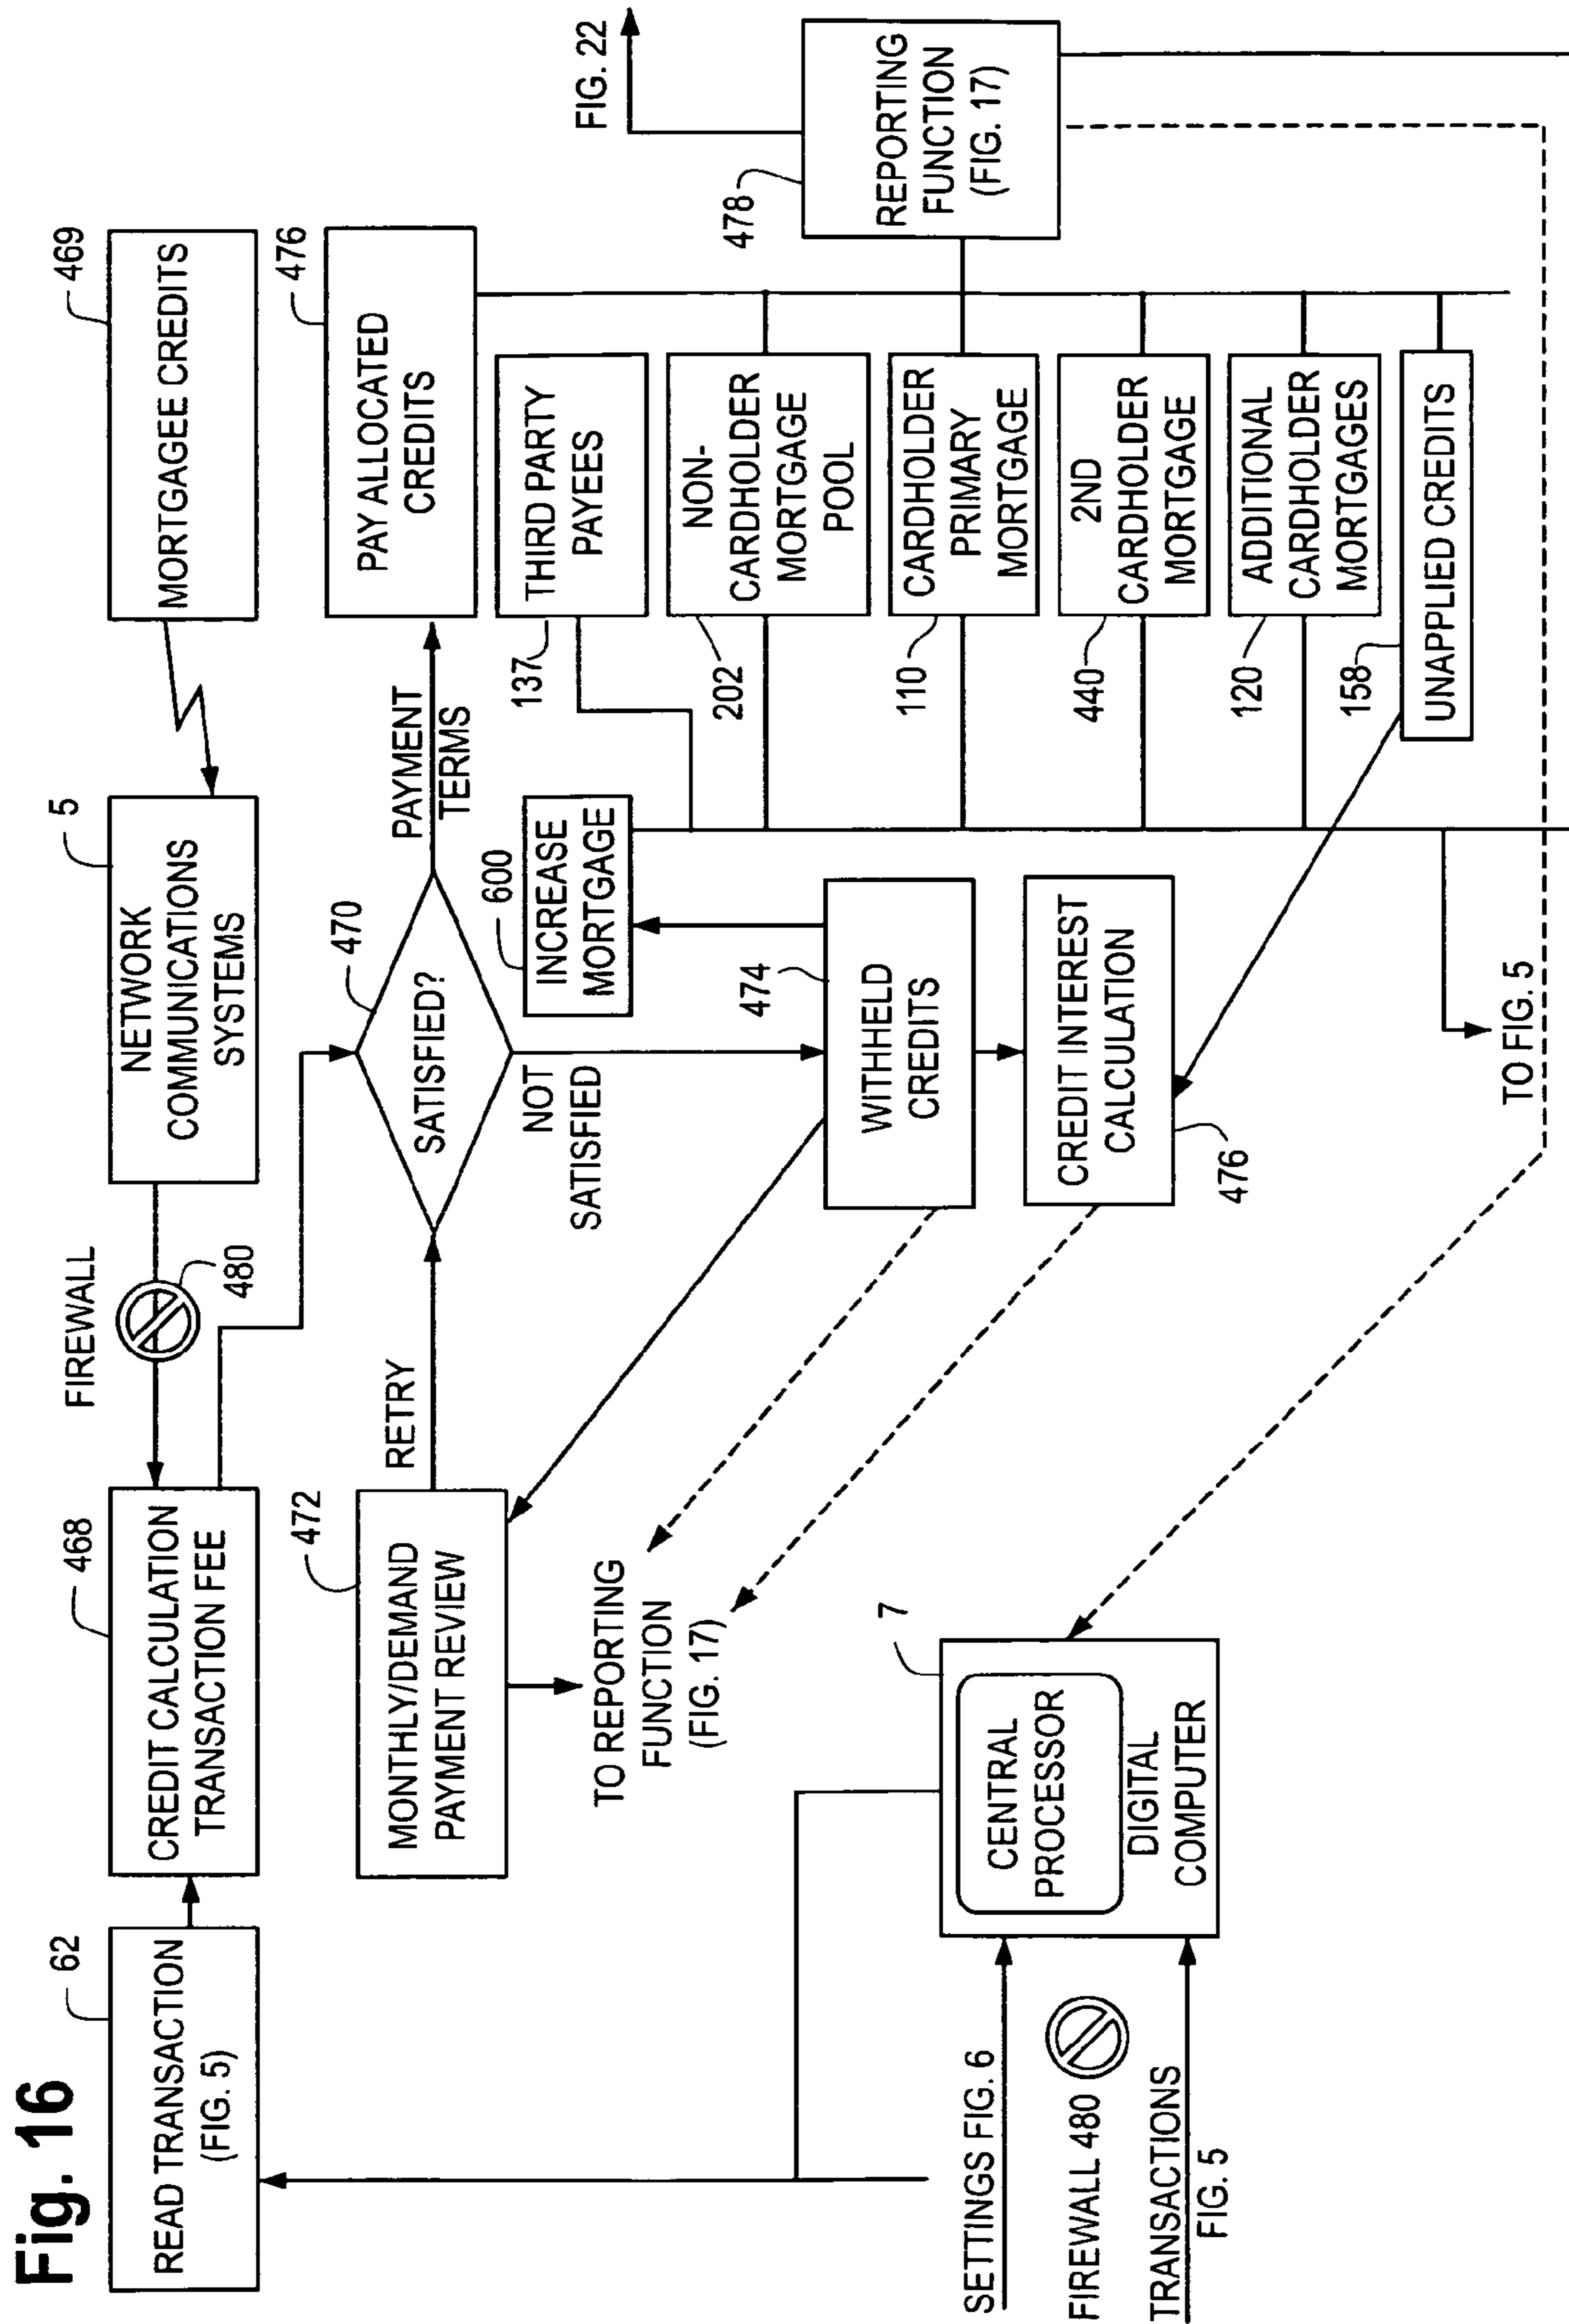 Fig. 16
62
READ TRANSACTION
(FIG. 5)
468
CREDIT CALCULATION
TRANSACTION FEE
FIREWALL
480
5
NETWORK
COMMUNICATIONS
SYSTEMS
469
MORTGAGEE CREDITS
472
MONTHLY/DEMAND
PAYMENT REVIEW
RETRY
470
SATISFIED?
PAYMENT
TERMS
476
PAY ALLOCATED
CREDITS
NOT
SATISFIED
600
INCREASE
MORTGAGE
137
THIRD PARTY
PAYEES
202
NON-
CARDHOLDER
MORTGAGE
POOL
110
CARDHOLDER
PRIMARY
MORTGAGE
440
2ND
CARDHOLDER
MORTGAGE
120
ADDITIONAL
CARDHOLDER
MORTGAGES
158
UNAPPLIED CREDITS
FIG. 22
478
REPORTING
FUNCTION
(FIG. 17)
474
WITHHELD
CREDITS
CREDIT INTEREST
CALCULATION
476
TO REPORTING
FUNCTION
(FIG. 17)
7
CENTRAL
PROCESSOR
DIGITAL
COMPUTER
SETTINGS FIG. 6
FIREWALL 480
TRANSACTIONS
FIG. 5
TO FIG. 5